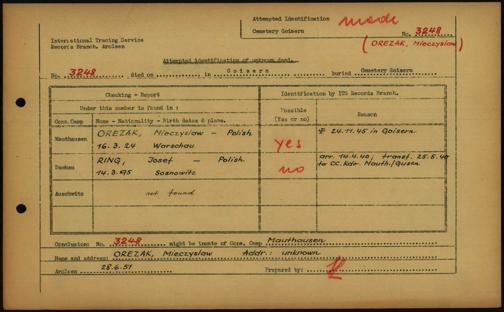 Attempted Identification made
Cemetery Goisern
No. 3248
(OREZAK, Mieczyslaw)
International Tracing Service
Records Branch, Arolsen
Attempted identification of unknown dead.
No. 3248 died on in Goisern buried Cemetery Goisern
Checking - Report
Identification by ITS Records Branch.
Under this number is found in :
Possible (Yes or no)
Reason
Conc.Camp Name - Nationality - Birth dates & place.
Mauthausen OREZAK, Mieczyslaw - Polish
16.3.24 Warschau
yes
✝ 24.11.45 in Goisern
Dachau RING, Josef - Polish
14.3.95 Sosnowitz
no
arr. 14.4.40; transf. 25.5.40
to CC.Kdr. Mauth./Gusen
Auschwitz not found
Conclusion: No. 3248 might be inmate of Conc. Camp Mauthausen
Name and address: OREZAK, Mieczyslaw Addr.: unknown
Arolsen 28.6.51 Prepared by: